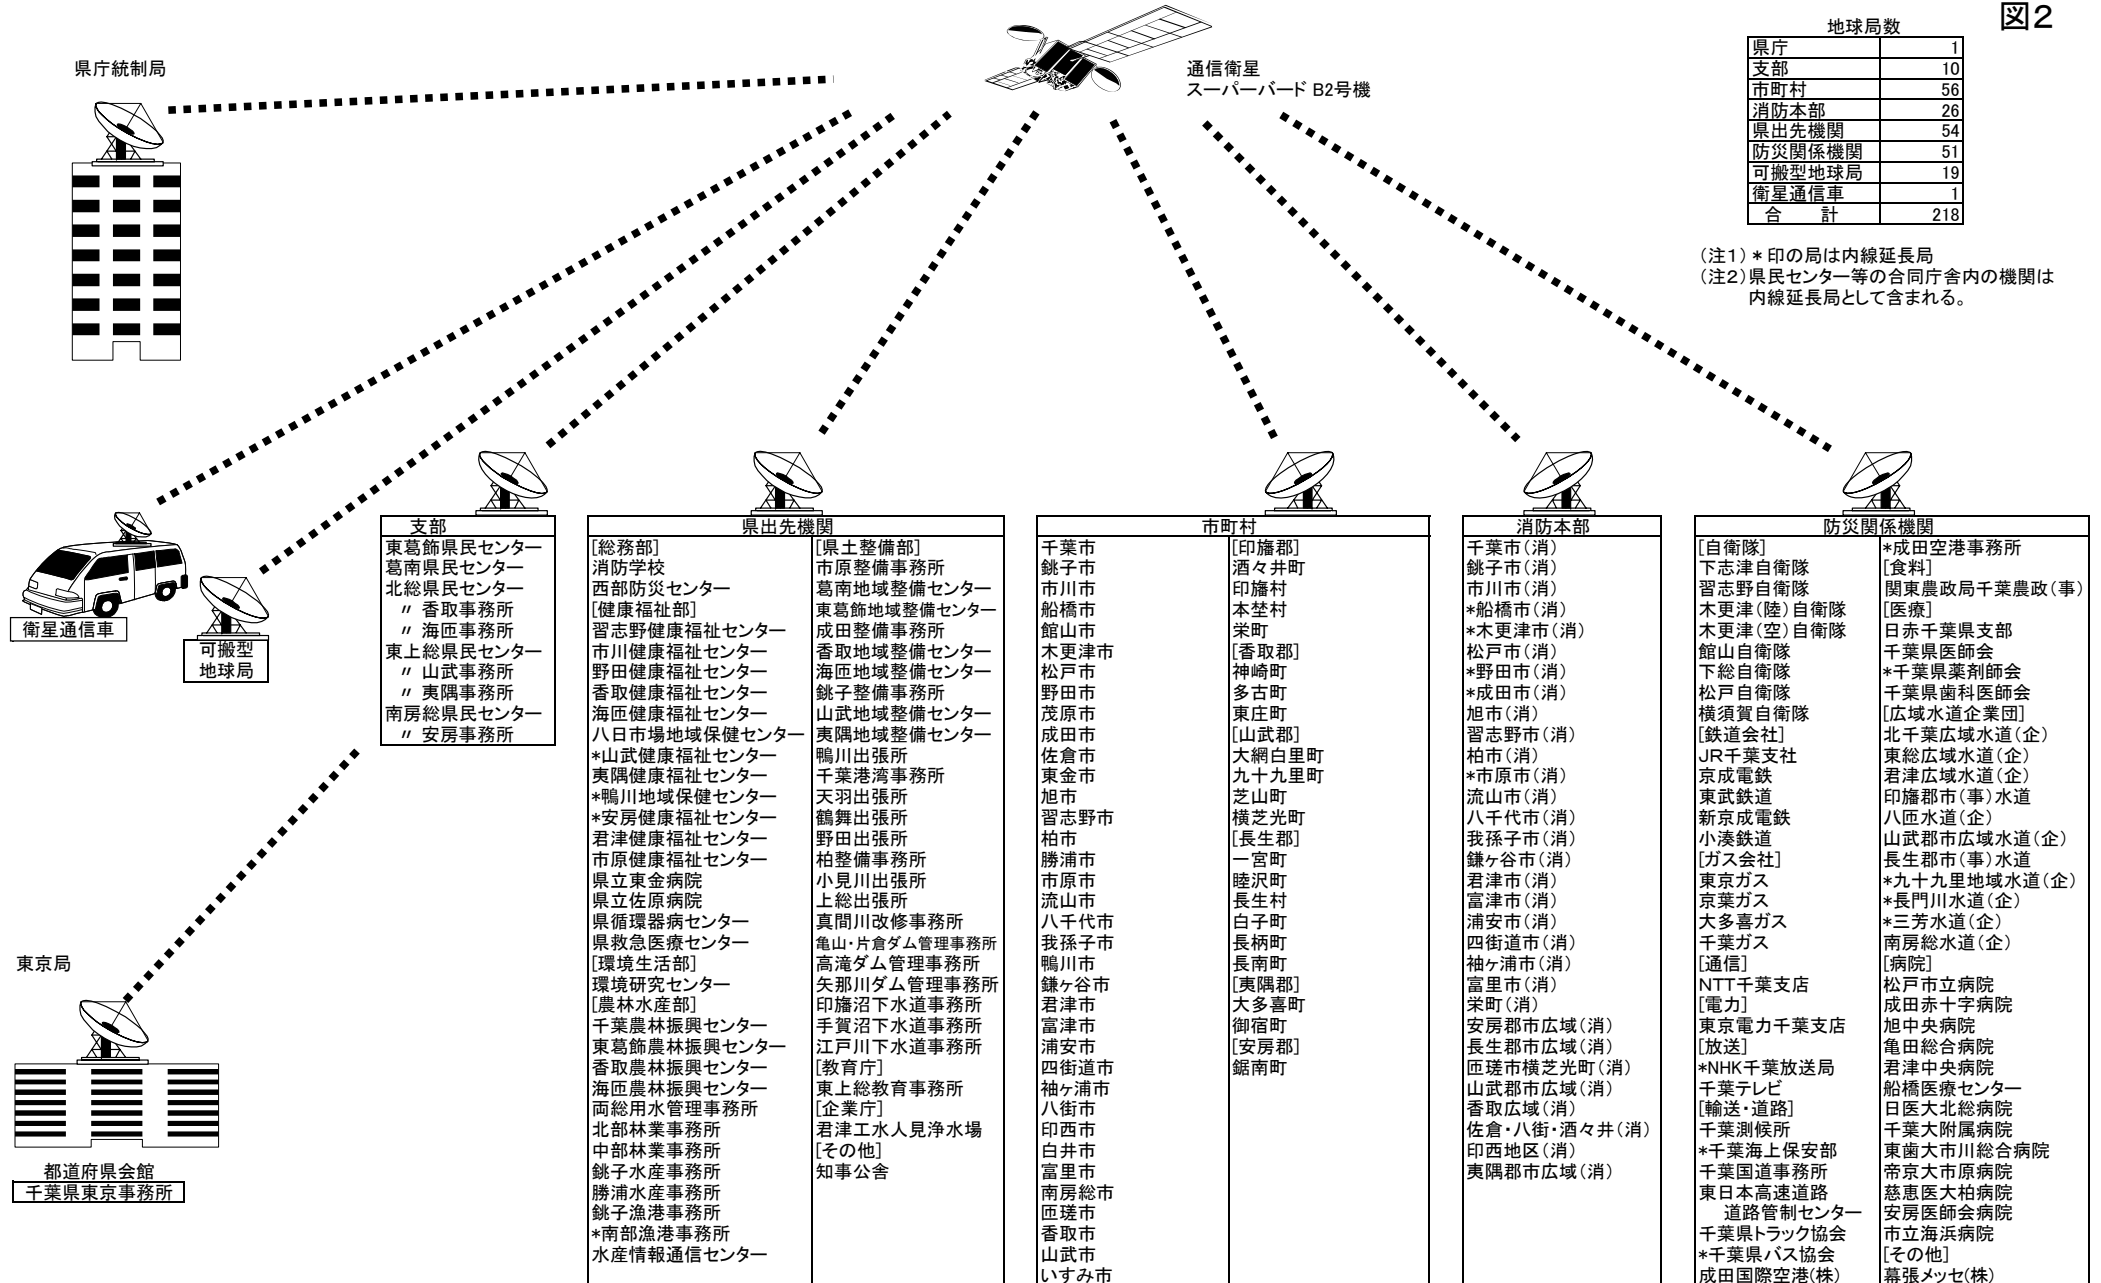 図2
地球局数
県庁 1
支部 10
市町村 56
消防本部 26
県出先機関 54
防災関係機関 51
可搬型地球局 19
衛星通信車 1
合 計 218
(注1)*印の局は内線延長局
(注2)県民センター等の合同庁舎内の機関は
内線延長局として含まれる。
県庁統制局
通信衛星
スーパーバード B2号機
衛星通信車
可搬型
地球局
東京局
都道府県会館
千葉県東京事務所
支部
東葛飾県民センター
葛南県民センター
北総県民センター
〃 香取事務所
〃 海匝事務所
東上総県民センター
〃 山武事務所
〃 夷隅事務所
南房総県民センター
〃 安房事務所
県出先機関
[総務部]
消防学校
西部防災センター
[健康福祉部]
習志野健康福祉センター
市川健康福祉センター
野田健康福祉センター
香取健康福祉センター
海匝健康福祉センター
八日市場地域保健センター
*山武健康福祉センター
夷隅健康福祉センター
*鴨川地域保健センター
*安房健康福祉センター
君津健康福祉センター
市原健康福祉センター
県立東金病院
県立佐原病院
県循環器病センター
県救急医療センター
[環境生活部]
環境研究センター
[農林水産部]
千葉農林振興センター
東葛飾農林振興センター
香取農林振興センター
海匝農林振興センター
両総用水管理事務所
北部林業事務所
中部林業事務所
銚子水産事務所
勝浦水産事務所
銚子漁港事務所
*南部漁港事務所
水産情報通信センター
[県土整備部]
市原整備事務所
葛南地域整備センター
東葛飾地域整備センター
成田整備事務所
香取地域整備センター
海匝地域整備センター
銚子整備事務所
山武地域整備センター
夷隅地域整備センター
鴨川出張所
千葉港湾事務所
天羽出張所
鶴舞出張所
野田出張所
柏整備事務所
小見川出張所
上総出張所
真間川改修事務所
亀山・片倉ダム管理事務所
高滝ダム管理事務所
矢那川ダム管理事務所
印旛沼下水道事務所
手賀沼下水道事務所
江戸川下水道事務所
[教育庁]
東上総教育事務所
[企業庁]
君津工水人見浄水場
[その他]
知事公舎
市町村
千葉市
銚子市
市川市
船橋市
館山市
木更津市
松戸市
野田市
茂原市
成田市
佐倉市
東金市
旭市
習志野市
柏市
勝浦市
市原市
流山市
八千代市
我孫子市
鴨川市
鎌ヶ谷市
君津市
富津市
浦安市
四街道市
袖ヶ浦市
八街市
印西市
白井市
富里市
南房総市
匝瑳市
香取市
山武市
いすみ市
[印旛郡]
酒々井町
印旛村
本埜村
栄町
[香取郡]
神崎町
多古町
東庄町
[山武郡]
大網白里町
九十九里町
芝山町
横芝光町
[長生郡]
一宮町
睦沢町
長生村
白子町
長柄町
長南町
[夷隅郡]
大多喜町
御宿町
[安房郡]
鋸南町
消防本部
千葉市(消)
銚子市(消)
市川市(消)
*船橋市(消)
*木更津市(消)
松戸市(消)
*野田市(消)
*成田市(消)
旭市(消)
習志野市(消)
柏市(消)
*市原市(消)
流山市(消)
八千代市(消)
我孫子市(消)
鎌ヶ谷市(消)
君津市(消)
富津市(消)
浦安市(消)
四街道市(消)
袖ヶ浦市(消)
富里市(消)
栄町(消)
安房郡市広域(消)
長生郡市広域(消)
匝瑳市横芝光町(消)
山武郡市広域(消)
香取広域(消)
佐倉・八街・酒々井(消)
印西地区(消)
夷隅郡市広域(消)
防災関係機関
[自衛隊]
下志津自衛隊
習志野自衛隊
木更津(陸)自衛隊
木更津(空)自衛隊
館山自衛隊
下総自衛隊
松戸自衛隊
横須賀自衛隊
[鉄道会社]
JR千葉支社
京成電鉄
東武鉄道
新京成電鉄
小湊鉄道
[ガス会社]
東京ガス
京葉ガス
大多喜ガス
千葉ガス
[通信]
NTT千葉支店
[電力]
東京電力千葉支店
[放送]
*NHK千葉放送局
千葉テレビ
[輸送・道路]
千葉測候所
*千葉海上保安部
千葉国道事務所
東日本高速道路
道路管制センター
千葉県トラック協会
*千葉県バス協会
成田国際空港(株)
*成田空港事務所
[食料]
関東農政局千葉農政(事)
[医療]
日赤千葉県支部
千葉県医師会
*千葉県薬剤師会
千葉県歯科医師会
[広域水道企業団]
北千葉広域水道(企)
東総広域水道(企)
君津広域水道(企)
印旛郡市(事)水道
八匝水道(企)
山武郡市広域水道(企)
長生郡市(事)水道
*九十九里地域水道(企)
*長門川水道(企)
*三芳水道(企)
南房総水道(企)
[病院]
松戸市立病院
成田赤十字病院
旭中央病院
亀田総合病院
君津中央病院
船橋医療センター
日医大北総病院
千葉大附属病院
東歯大市川総合病院
帝京大市原病院
慈恵医大柏病院
安房医師会病院
市立海浜病院
[その他]
幕張メッセ(株)